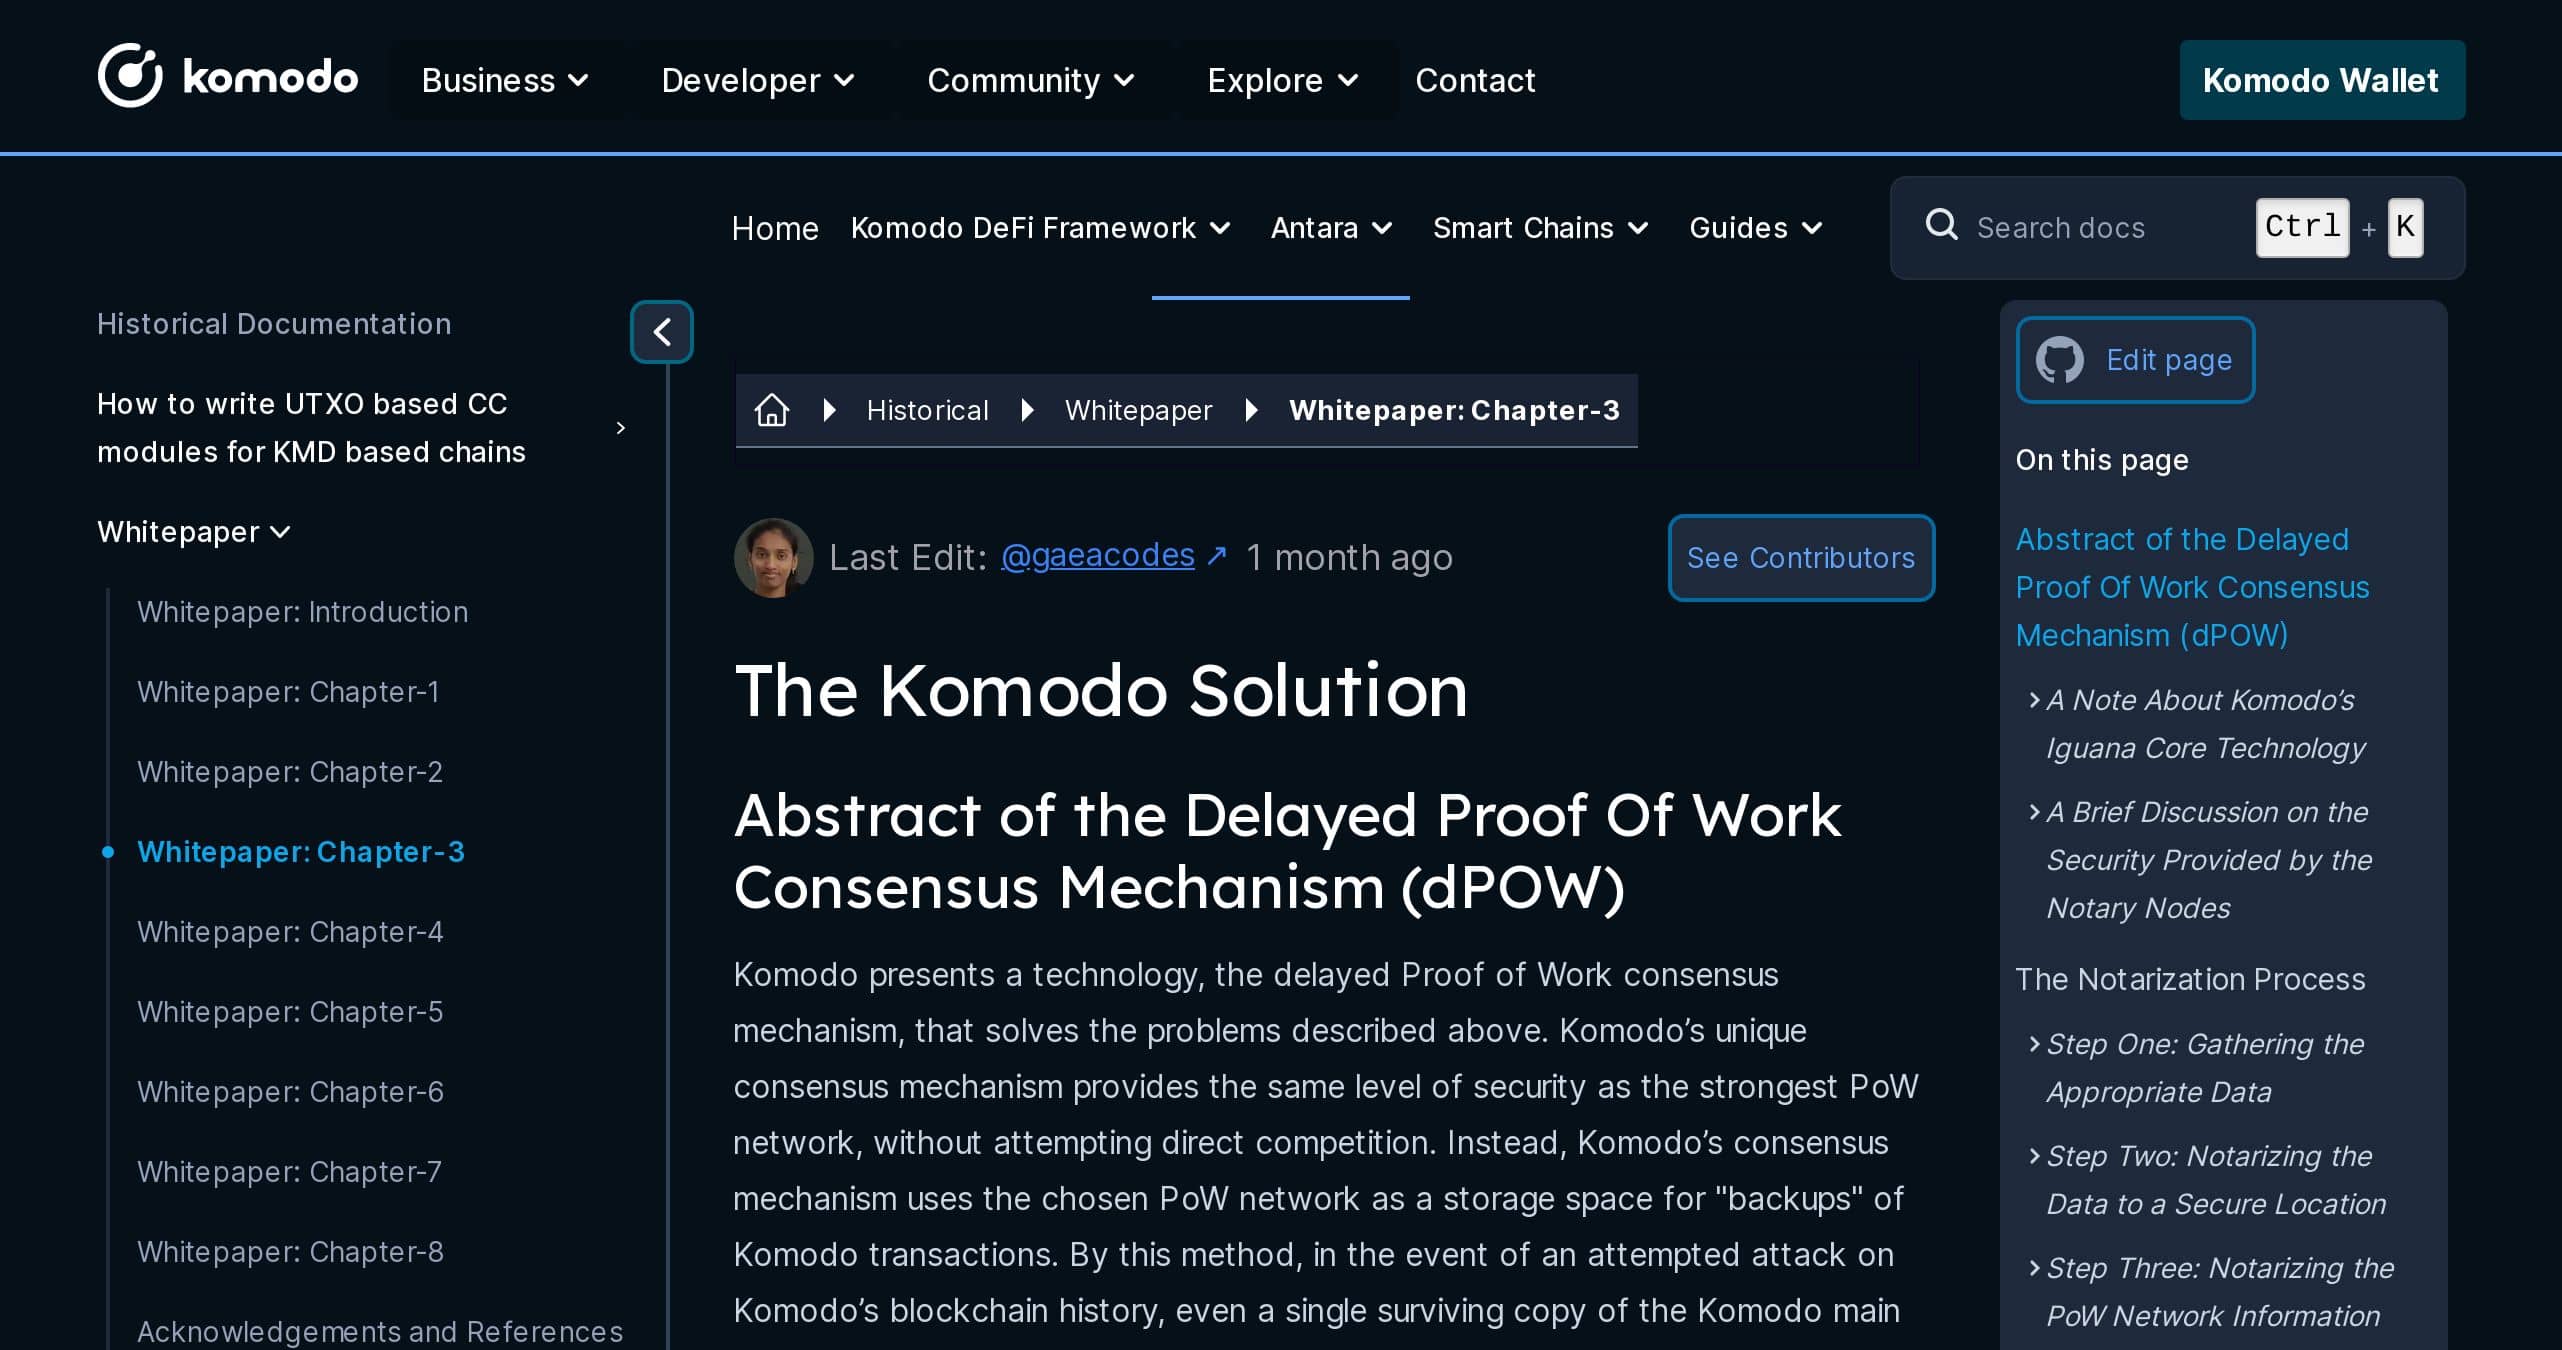 komodo
Business
Developer
Community
Explore
Contact
Komodo Wallet
Home
Komodo DeFi Framework
Antara
Smart Chains
Guides
Search docs
Ctrl + K
Historical Documentation
How to write UTXO based CC
modules for KMD based chains
Whitepaper
Whitepaper: Introduction
Whitepaper: Chapter-1
Whitepaper: Chapter-2
Whitepaper: Chapter-3
Whitepaper: Chapter-4
Whitepaper: Chapter-5
Whitepaper: Chapter-6
Whitepaper: Chapter-7
Whitepaper: Chapter-8
Acknowledgements and References
Historical
Whitepaper
Whitepaper: Chapter-3
Last Edit: @gaeacodes ↗ 1 month ago
See Contributors
The Komodo Solution
Abstract of the Delayed Proof Of Work
Consensus Mechanism (dPOW)
Komodo presents a technology, the delayed Proof of Work consensus
mechanism, that solves the problems described above. Komodo’s unique
consensus mechanism provides the same level of security as the strongest PoW
network, without attempting direct competition. Instead, Komodo’s consensus
mechanism uses the chosen PoW network as a storage space for "backups" of
Komodo transactions. By this method, in the event of an attempted attack on
Komodo’s blockchain history, even a single surviving copy of the Komodo main
Edit page
On this page
Abstract of the Delayed
Proof Of Work Consensus
Mechanism (dPOW)
A Note About Komodo’s
Iguana Core Technology
A Brief Discussion on the
Security Provided by the
Notary Nodes
The Notarization Process
Step One: Gathering the
Appropriate Data
Step Two: Notarizing the
Data to a Secure Location
Step Three: Notarizing the
PoW Network Information